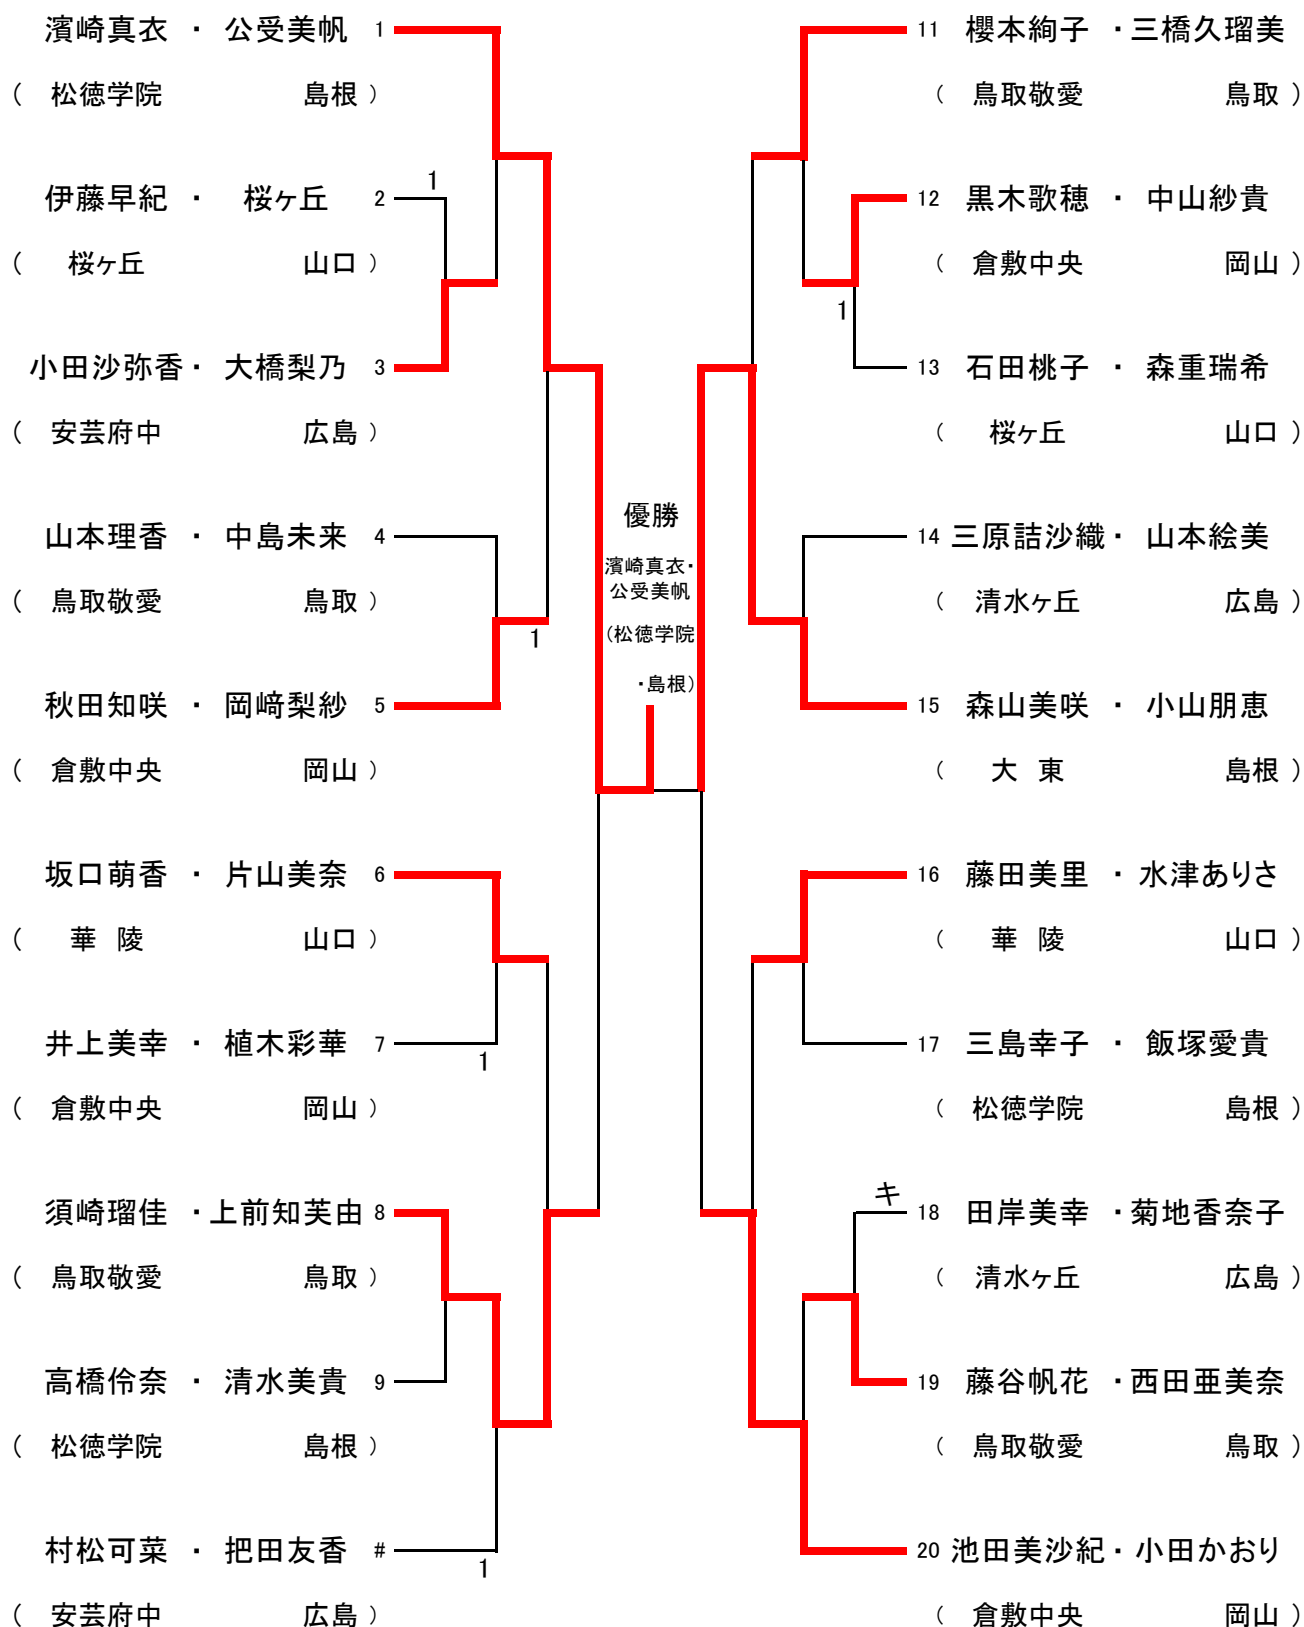 濱崎真衣 ・ 公受美帆 1
( 松徳学院 島根 )
1
伊藤早紀 ・ 桜ヶ丘 2
( 桜ヶ丘 山口 )
小田沙弥香・ 大橋梨乃 3
( 安芸府中 広島 )
山本理香 ・ 中島未来 4
( 鳥取敬愛 鳥取 )
1
秋田知咲 ・ 岡﨑梨紗 5
( 倉敷中央 岡山 )
坂口萌香 ・ 片山美奈 6
( 華 陵 山口 )
井上美幸 ・ 植木彩華 7
1
( 倉敷中央 岡山 )
須崎瑠佳 ・上前知芙由 8
( 鳥取敬愛 鳥取 )
高橋伶奈 ・ 清水美貴 9
( 松徳学院 島根 )
村松可菜 ・ 把田友香 #
1
( 安芸府中 広島 )
優勝
濱崎真衣・
公受美帆
(松徳学院
・島根)
11 櫻本絢子 ・三橋久瑠美
( 鳥取敬愛 鳥取 )
12 黒木歌穂 ・ 中山紗貴
( 倉敷中央 岡山 )
1
13 石田桃子 ・ 森重瑞希
( 桜ヶ丘 山口 )
14 三原詰沙織・ 山本絵美
( 清水ヶ丘 広島 )
15 森山美咲 ・ 小山朋恵
( 大 東 島根 )
16 藤田美里 ・ 水津ありさ
( 華 陵 山口 )
17 三島幸子 ・ 飯塚愛貴
( 松徳学院 島根 )
キ
18 田岸美幸 ・菊地香奈子
( 清水ヶ丘 広島 )
19 藤谷帆花 ・西田亜美奈
( 鳥取敬愛 鳥取 )
20 池田美沙紀・ 小田かおり
( 倉敷中央 岡山 )